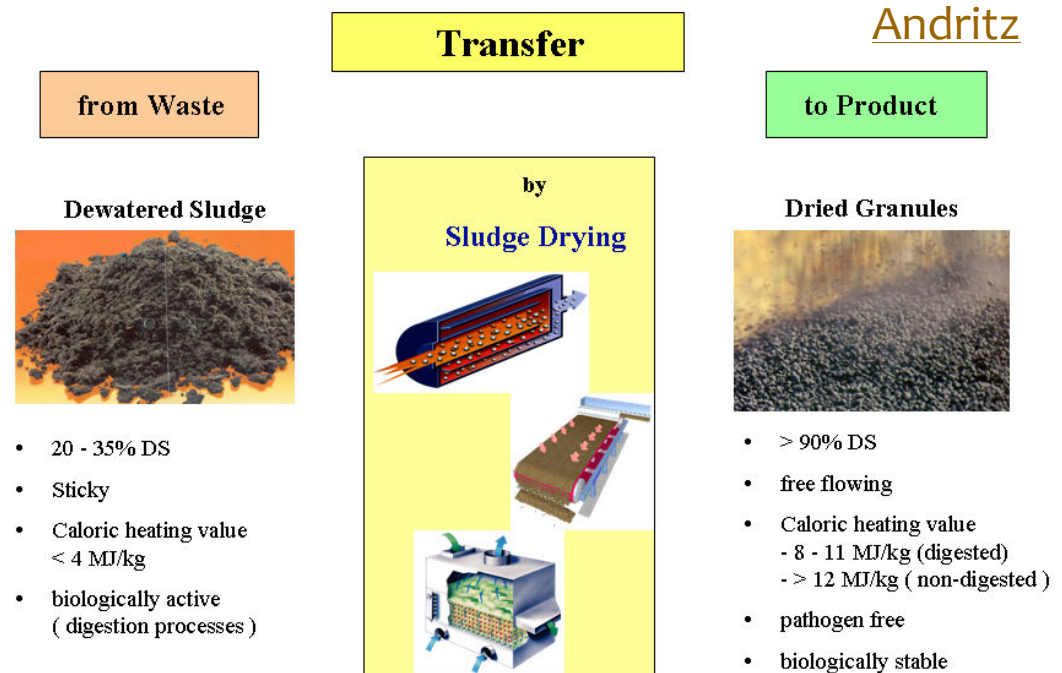 Andritz
Transfer
from Waste
to Product
Dewatered Sludge
• 20 - 35% DS
• Sticky
• Caloric heating value
< 4 MJ/kg
• biologically active
( digestion processes )
by
Sludge Drying
Dried Granules
• > 90% DS
• free flowing
• Caloric heating value
- 8 - 11 MJ/kg (digested)
- > 12 MJ/kg ( non-digested )
• pathogen free
• biologically stable